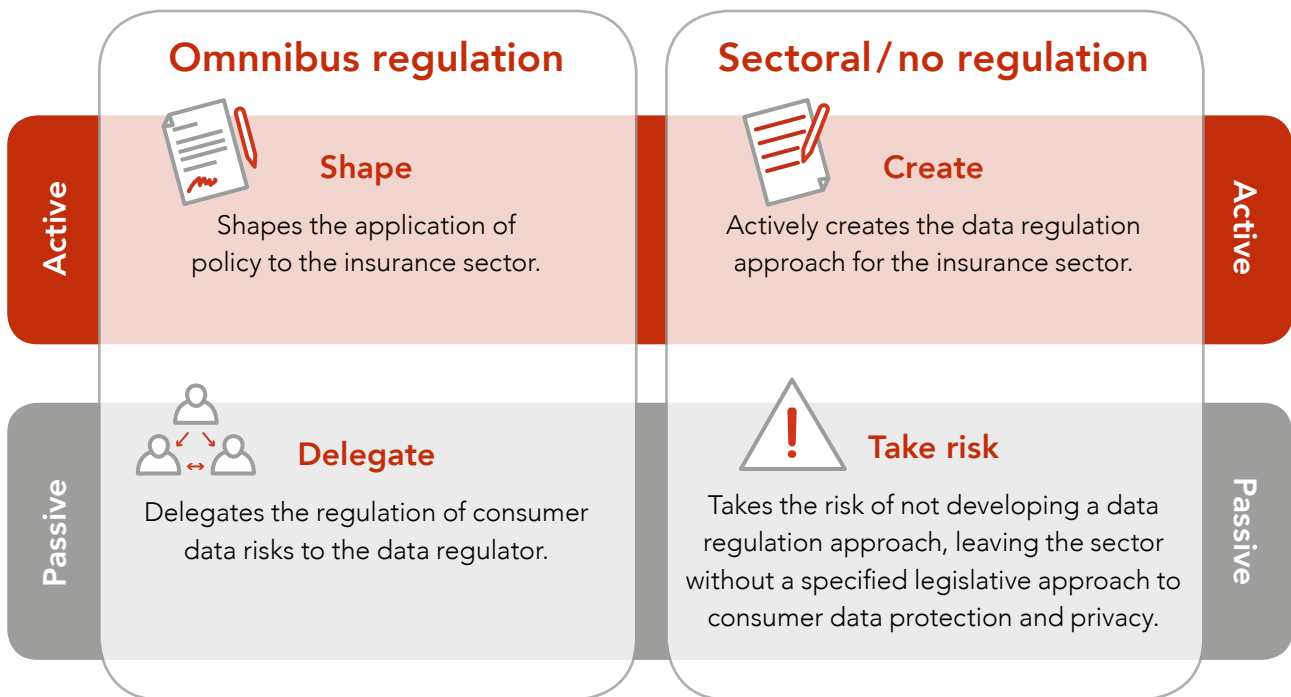 Omnnibus regulation
Sectoral/no regulation
Active
Shape
Shapes the application of
policy to the insurance sector.
Create
Actively creates the data regulation
approach for the insurance sector.
Active
Passive
Delegate
Delegates the regulation of consumer
data risks to the data regulator.
Take risk
Takes the risk of not developing a data
regulation approach, leaving the sector
without a specified legislative approach to
consumer data protection and privacy.
Passive